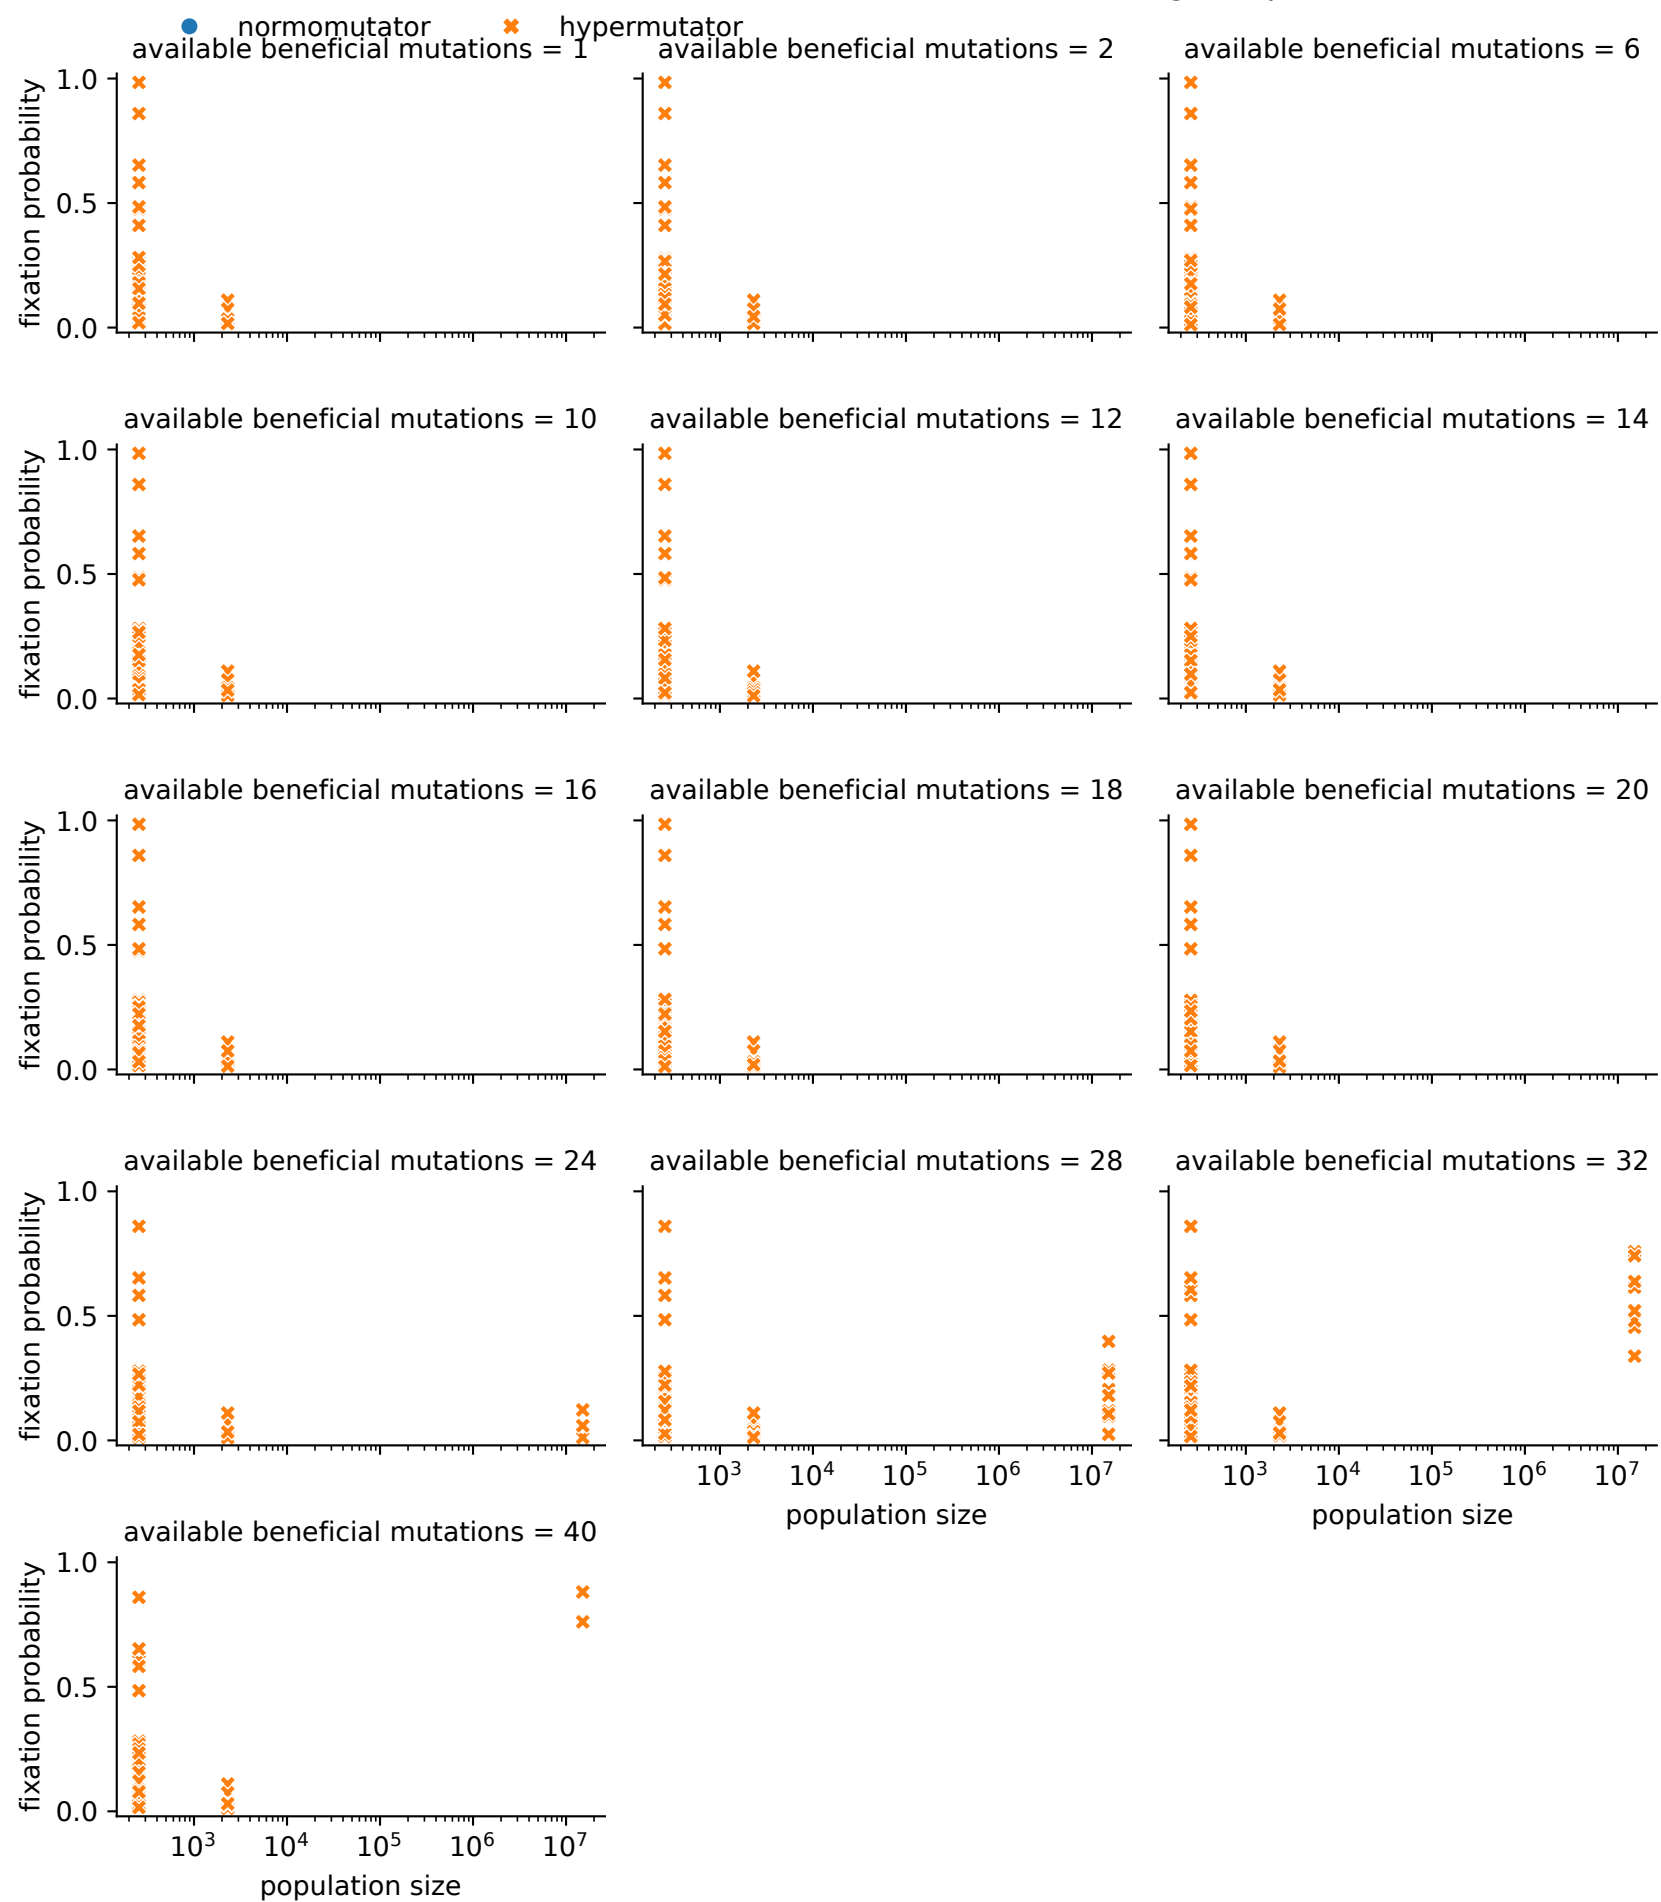 normomutator hypermutator
available beneficial mutations = 1 available beneficial mutations = 2 available beneficial mutations = 6
fixation probability
1.0
0.5
0.0
available beneficial mutations = 10 available beneficial mutations = 12 available beneficial mutations = 14
fixation probability
1.0
0.5
0.0
available beneficial mutations = 16 available beneficial mutations = 18 available beneficial mutations = 20
fixation probability
1.0
0.5
0.0
available beneficial mutations = 24 available beneficial mutations = 28 available beneficial mutations = 32
fixation probability
1.0
0.5
0.0
10³ 10⁴ 10⁵ 10⁶ 10⁷ 10³ 10⁴ 10⁵ 10⁶ 10⁷
population size population size
available beneficial mutations = 40
fixation probability
1.0
0.5
0.0
10³ 10⁴ 10⁵ 10⁶ 10⁷
population size